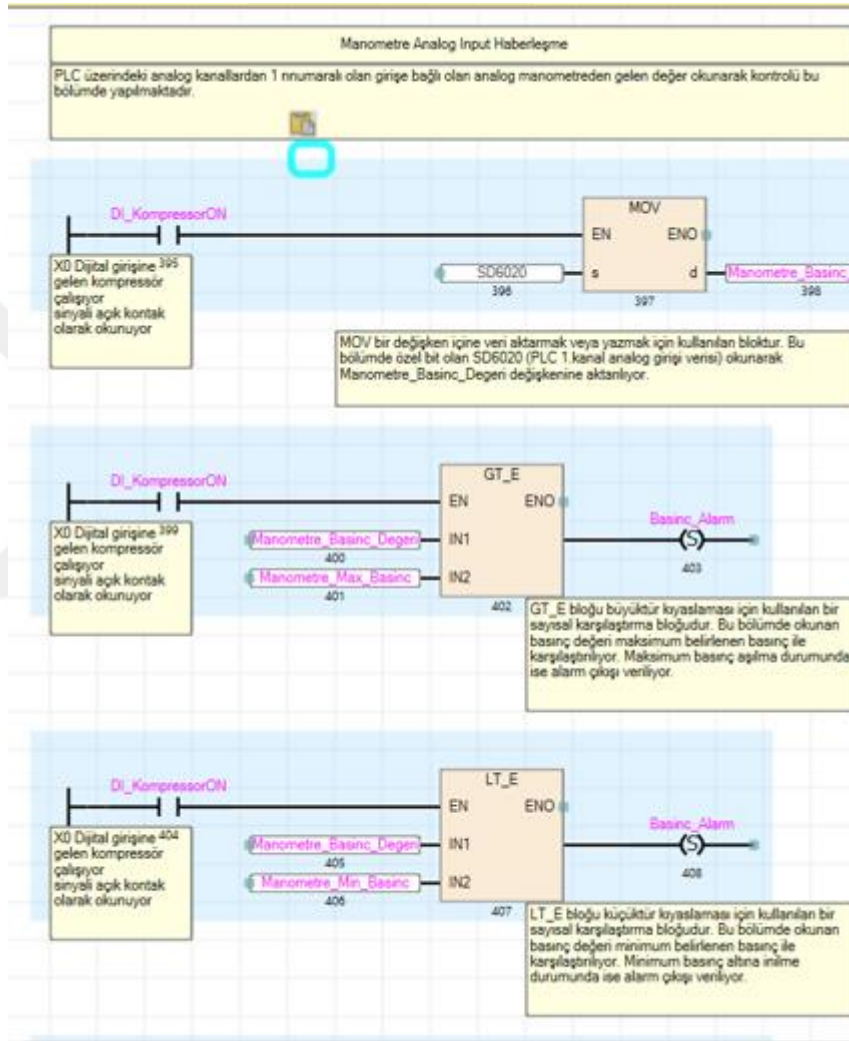 Manometre Analog Input Haberleşme
PLC üzerindeki analog kanallardan 1 nnumaralı olan girişe bağlı olan analog manometreden gelen değer okunarak kontrolü bu
bölümde yapılmaktadır.
DI_KompressorON
MOV
EN ENO
X0 Dijital girişine 395
gelen kompressör
çalışıyor
sinyali açık kontak
olarak okunuyor
SD6020 s d Manometre_Basinc_
396 397 398
MOV bir değişken içine veri aktarmak veya yazmak için kullanılan bloktur. Bu
bölümde özel bit olan SD6020 (PLC 1.kanal analog girişi verisi) okunarak
Manometre_Basinc_Degeri değişkenine aktarılıyor.
DI_KompressorON
GT_E
EN ENO
X0 Dijital girişine 399
gelen kompressör
çalışıyor
sinyali açık kontak
olarak okunuyor
Manometre_Basinc_Degeri IN1
400
Manometre_Max_Basinc IN2
401
402
Basinc_Alarm
S
403
GT_E bloğu büyüktür kıyaslaması için kullanılan bir
sayısal karşılaştırma bloğudur. Bu bölümde okunan
basınç değeri maksimum belirlenen basınç ile
karşılaştırılıyor. Maksimum basınç aşılma durumunda
ise alarm çıkışı veriliyor.
DI_KompressorON
LT_E
EN ENO
X0 Dijital girişine 404
gelen kompressör
çalışıyor
sinyali açık kontak
olarak okunuyor
Manometre_Basinc_Degeri IN1
405
Manometre_Min_Basinc IN2
406
407
Basinc_Alarm
S
408
LT_E bloğu küçüktür kıyaslaması için kullanılan bir
sayısal karşılaştırma bloğudur. Bu bölümde okunan
basınç değeri minimum belirlenen basınç ile
karşılaştırılıyor. Minimum basınç altına inilme
durumunda ise alarm çıkışı veriliyor.